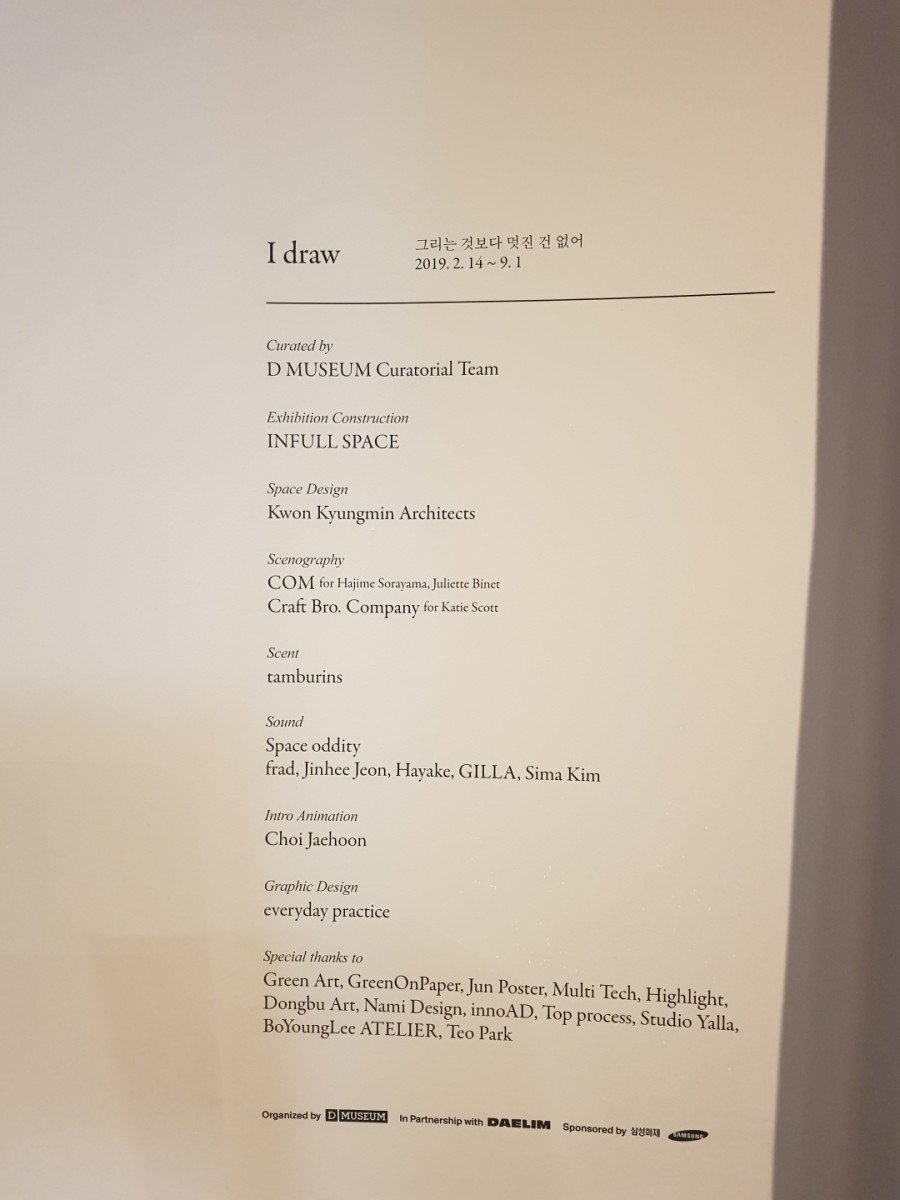 I draw
그리는 것보다 멋진 건 없어
2019. 2. 14 ~ 9. 1
Curated by
D MUSEUM Curatorial Team
Exhibition Construction
INFULL SPACE
Space Design
Kwon Kyungmin Architects
Scenography
COM for Hajime Sorayama, Juliette Binet
Craft Bro. Company for Katie Scott
Scent
tamburins
Sound
Space oddity
frad, Jinhee Jeon, Hayake, GILLA, Sima Kim
Intro Animation
Choi Jaehoon
Graphic Design
everyday practice
Special thanks to
Green Art, GreenOnPaper, Jun Poster, Multi Tech, Highlight,
Dongbu Art, Nami Design, innoAD, Top process, Studio Yalla,
BoYoungLee ATELIER, Teo Park
Organized by D MUSEUM In Partnership with DAELIM Sponsored by 삼성화재 SAMSUNG